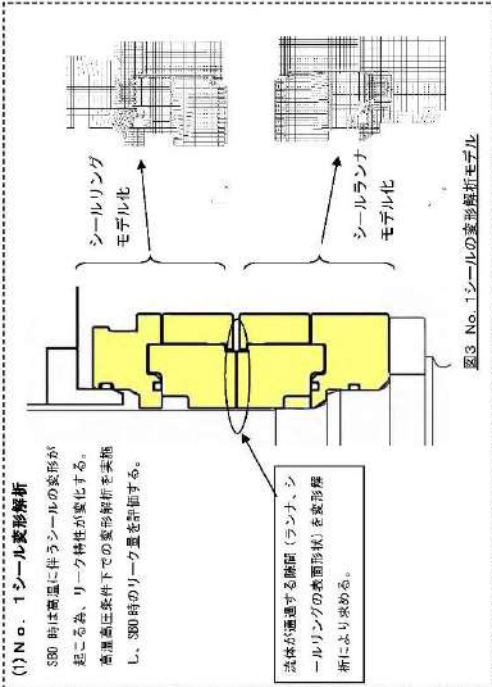 (1)No. 1シール変形解析
SBO 時は高温に伴うシールの変形が
起こる為、リーク特性が変化する。
高温高圧条件下での変形解析を実施
し、SBO 時のリーク量を評価する。
流体が通過する隙間(ランナ、シ
ールリングの表面形状)を変形解
析により求める。
シールリング
モデル化
シールランナ
モデル化
図3 No. 1シールの変形解析モデル